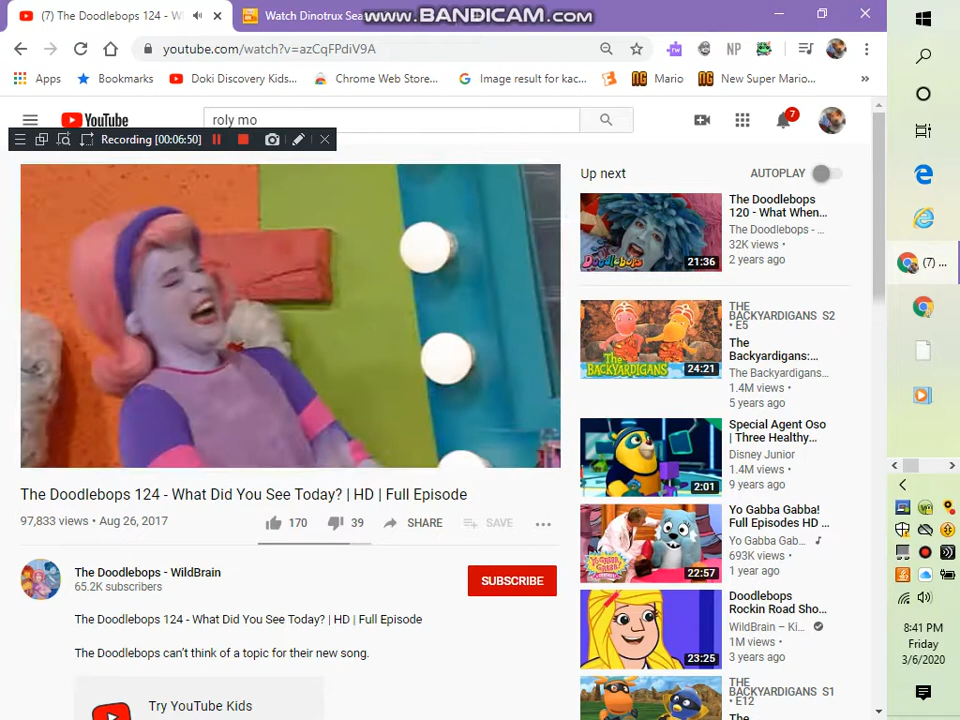 The Doodlebops 124 - Wi
Watch Dinotrux Sea
www.BANDICAM.com
youtube.com/watch?v=azCqFPdiV9A
NP
Apps
Bookmarks
Doki Discovery Kids...
Chrome Web Store...
Image result for kac...
Mario
New Super Mario...
YouTube
roly mo
7
Recording [00:06:50]
Up next
AUTOPLAY
The Doodlebops
120 - What When...
The Doodlebops - ...
32K views •
2 years ago
21:36
THE
BACKYARDIGANS S2
• E5
The
Backyardigans:...
The Backyardigans...
1.4M views •
5 years ago
24:21
Special Agent Oso
| Three Healthy...
Disney Junior
1.4M views •
9 years ago
2:01
Yo Gabba Gabba!
Full Episodes HD ...
Yo Gabba Gab...
693K views •
1 year ago
22:57
Doodlebops
Rockin Road Sho...
WildBrain – Ki...
1M views •
3 years ago
23:25
THE
BACKYARDIGANS S1
• E12
The
The Doodlebops 124 - What Did You See Today? | HD | Full Episode
97,833 views • Aug 26, 2017
170
39
SHARE
SAVE
The Doodlebops - WildBrain
65.2K subscribers
SUBSCRIBE
The Doodlebops 124 - What Did You See Today? | HD | Full Episode
The Doodlebops can't think of a topic for their new song.
Try YouTube Kids
(7) ...
8:41 PM
Friday
3/6/2020